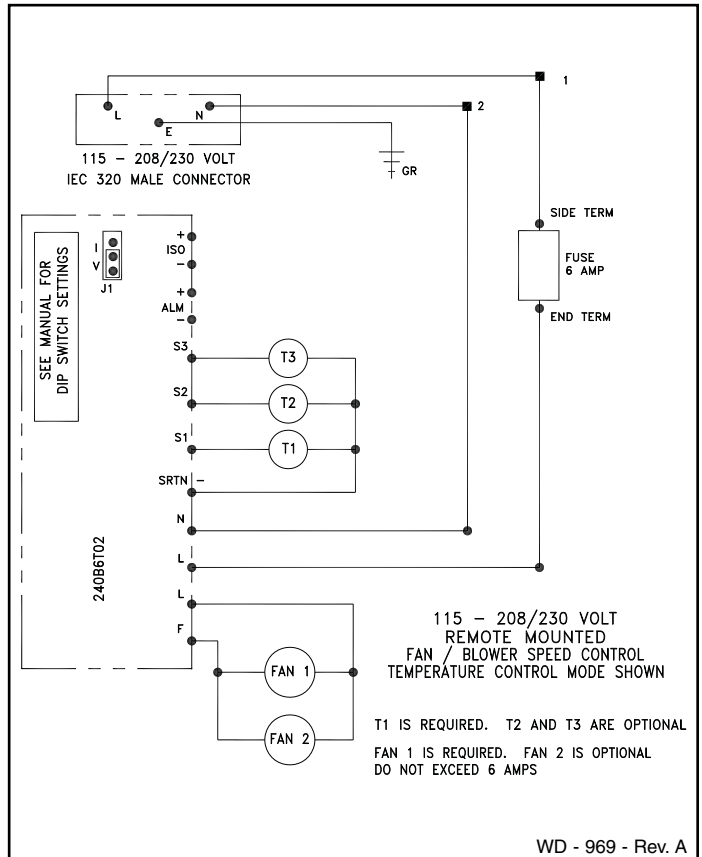 1
2
L
N
E
115 - 208/230 VOLT
IEC 320 MALE CONNECTOR
GR
SEE MANUAL FOR
DIP SWITCH SETTINGS
I
V
J1
+
ISO
-
+
ALM
-
S3
S2
S1
SRTN -
N
L
L
F
240B6T02
T3
T2
T1
SIDE TERM
FUSE
6 AMP
END TERM
FAN 1
FAN 2
115 - 208/230 VOLT
REMOTE MOUNTED
FAN / BLOWER SPEED CONTROL
TEMPERATURE CONTROL MODE SHOWN
T1 IS REQUIRED. T2 AND T3 ARE OPTIONAL
FAN 1 IS REQUIRED. FAN 2 IS OPTIONAL
DO NOT EXCEED 6 AMPS
WD - 969 - Rev. A